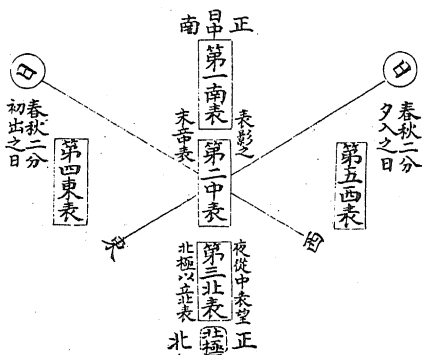 正
日中
南
第一南表
日
春秋二分
夕入之日
日
春秋二分
初出之日
表影之
末立中表
第二中表
第五西表
第四東表
西
東
夜從中表望
第三北表
北極以立北表
正
北極
北